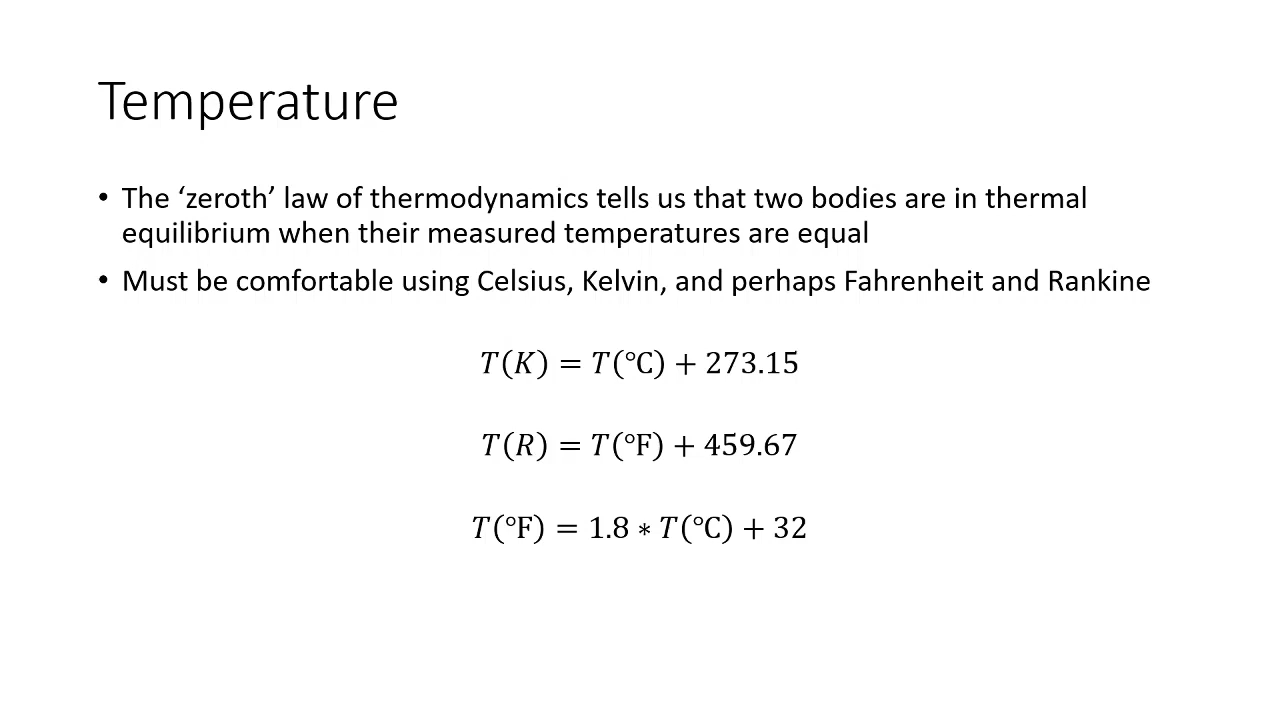 Temperature
• The ‘zeroth’ law of thermodynamics tells us that two bodies are in thermal
equilibrium when their measured temperatures are equal
• Must be comfortable using Celsius, Kelvin, and perhaps Fahrenheit and Rankine
T(K) = T(°C) + 273.15
T(R) = T(°F) + 459.67
T(°F) = 1.8 ∗ T(°C) + 32